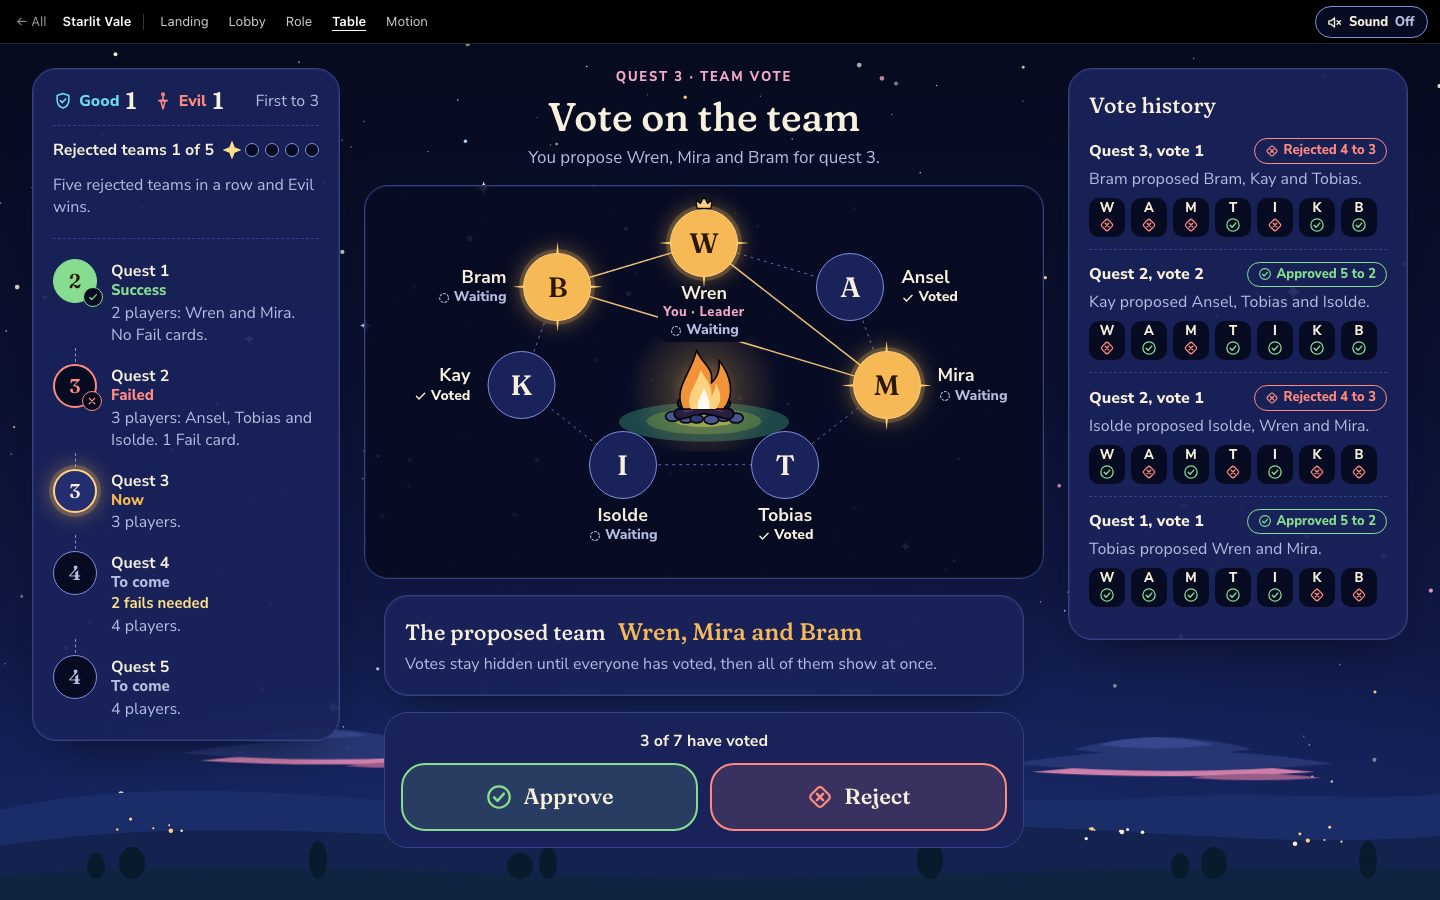 ← All Starlit Vale Landing Lobby Role Table Motion Sound Off
Good 1 Evil 1 First to 3
Rejected teams 1 of 5
Five rejected teams in a row and Evil
wins.
2 Quest 1
Success
2 players: Wren and Mira.
No Fail cards.
3 Quest 2
Failed
3 players: Ansel, Tobias and
Isolde. 1 Fail card.
3 Quest 3
Now
3 players.
4 Quest 4
To come
2 fails needed
4 players.
4 Quest 5
To come
4 players.
QUEST 3 · TEAM VOTE
Vote on the team
You propose Wren, Mira and Bram for quest 3.
W
Wren
You · Leader
Waiting
Bram
Waiting
B
A
Ansel
Voted
Kay
Voted
K
M
Mira
Waiting
I
Isolde
Waiting
T
Tobias
Voted
The proposed team Wren, Mira and Bram
Votes stay hidden until everyone has voted, then all of them show at once.
3 of 7 have voted
Approve Reject
Vote history
Quest 3, vote 1 Rejected 4 to 3
Bram proposed Bram, Kay and Tobias.
W A M T I K B
Quest 2, vote 2 Approved 5 to 2
Kay proposed Ansel, Tobias and Isolde.
W A M T I K B
Quest 2, vote 1 Rejected 4 to 3
Isolde proposed Isolde, Wren and Mira.
W A M T I K B
Quest 1, vote 1 Approved 5 to 2
Tobias proposed Wren and Mira.
W A M T I K B